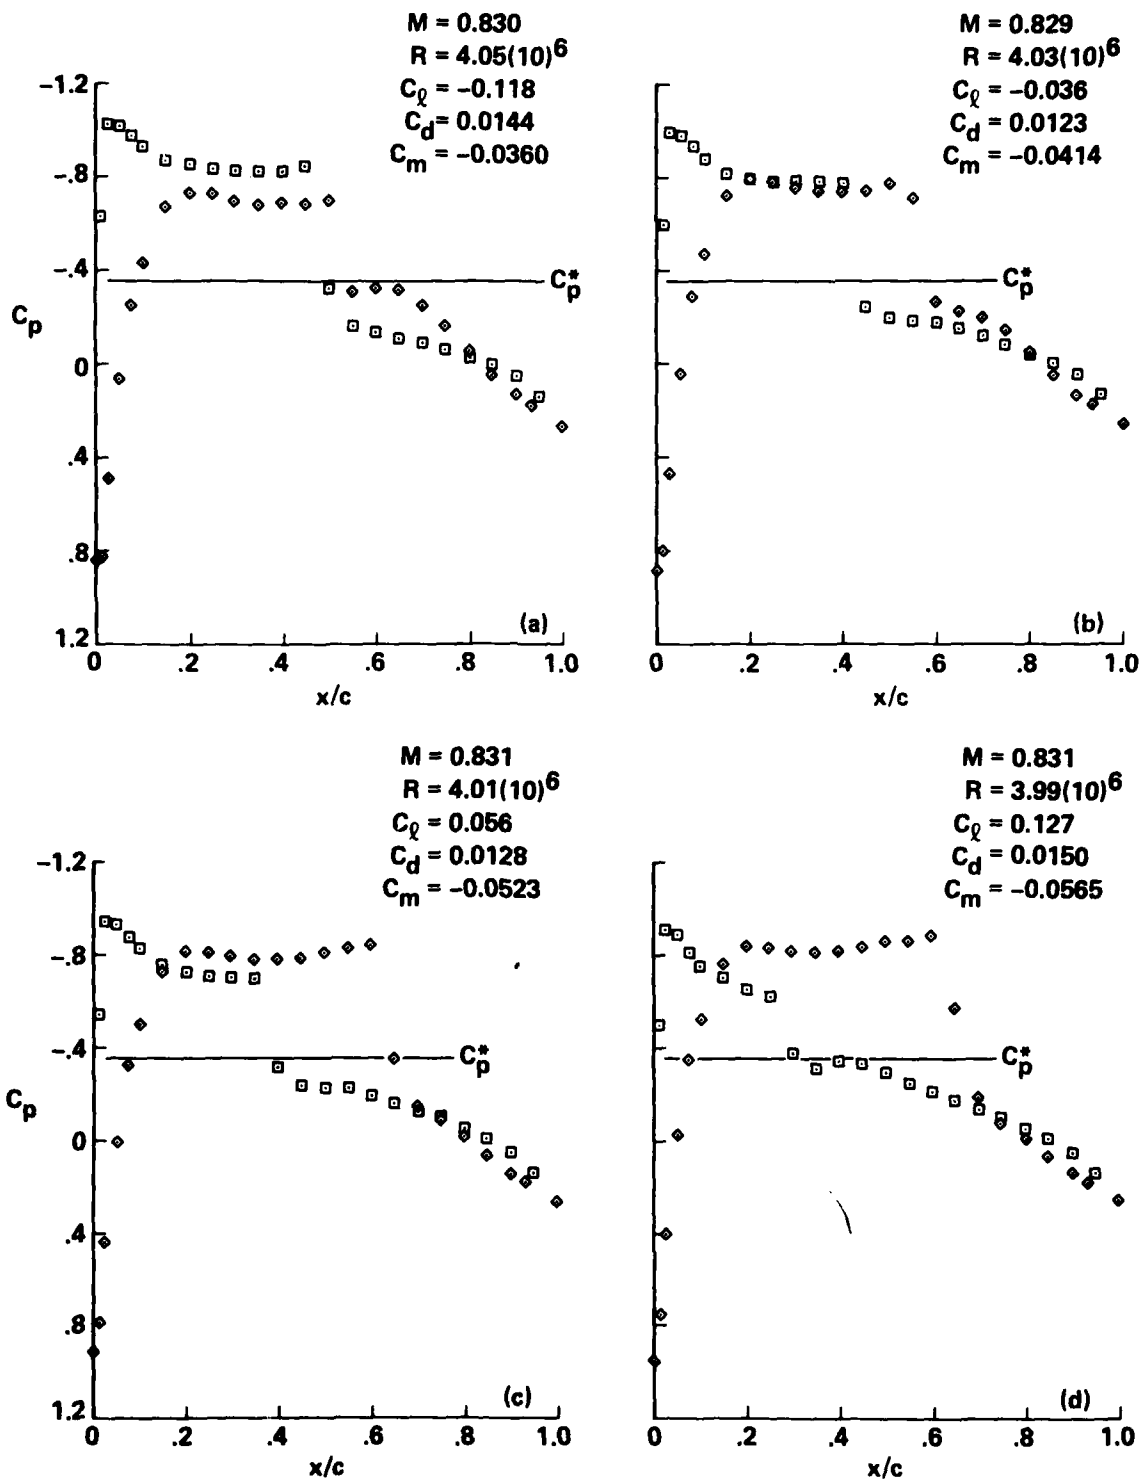 M = 0.830
R = 4.05(10)⁶
Cℓ = −0.118
Cd = 0.0144
Cm = −0.0360
−1.2
−.8
−.4
0
.4
.8
1.2
Cp
C*p
(a)
0 .2 .4 .6 .8 1.0
x/c
M = 0.829
R = 4.03(10)⁶
Cℓ = −0.036
Cd = 0.0123
Cm = −0.0414
C*p
(b)
0 .2 .4 .6 .8 1.0
x/c
M = 0.831
R = 4.01(10)⁶
Cℓ = 0.056
Cd = 0.0128
Cm = −0.0523
−1.2
−.8
−.4
0
.4
.8
1.2
Cp
C*p
(c)
0 .2 .4 .6 .8 1.0
x/c
M = 0.831
R = 3.99(10)⁶
Cℓ = 0.127
Cd = 0.0150
Cm = −0.0565
C*p
(d)
0 .2 .4 .6 .8 1.0
x/c